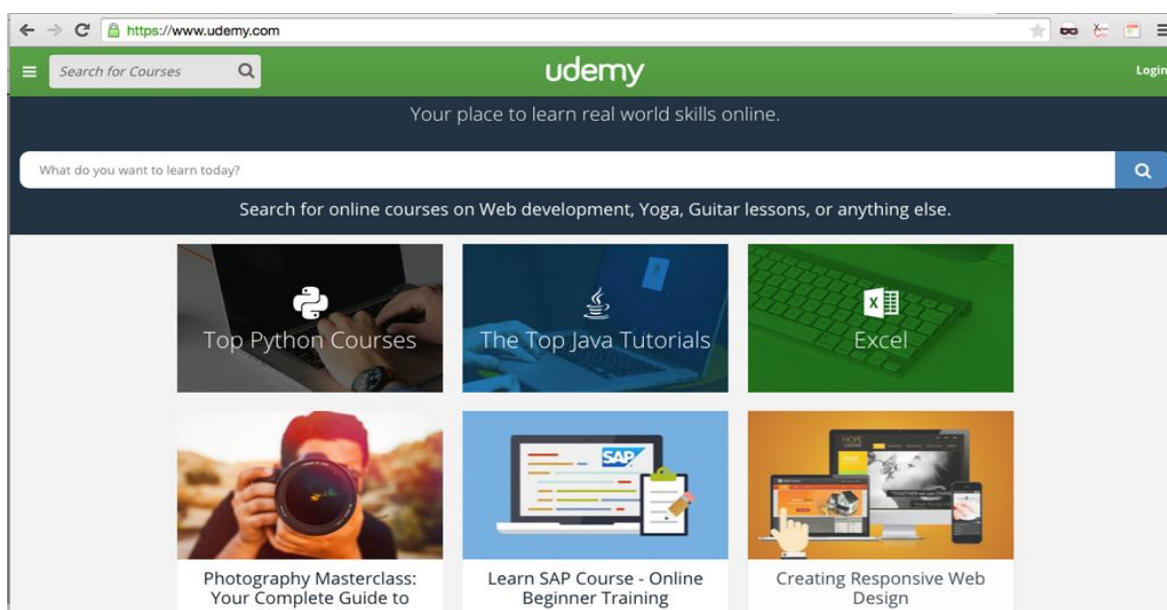 https://www.udemy.com
Search for Courses
udemy
Login
Your place to learn real world skills online.
What do you want to learn today?
Search for online courses on Web development, Yoga, Guitar lessons, or anything else.
Top Python Courses
The Top Java Tutorials
Excel
SAP
HOPE
Photography Masterclass:
Your Complete Guide to
Learn SAP Course - Online
Beginner Training
Creating Responsive Web
Design